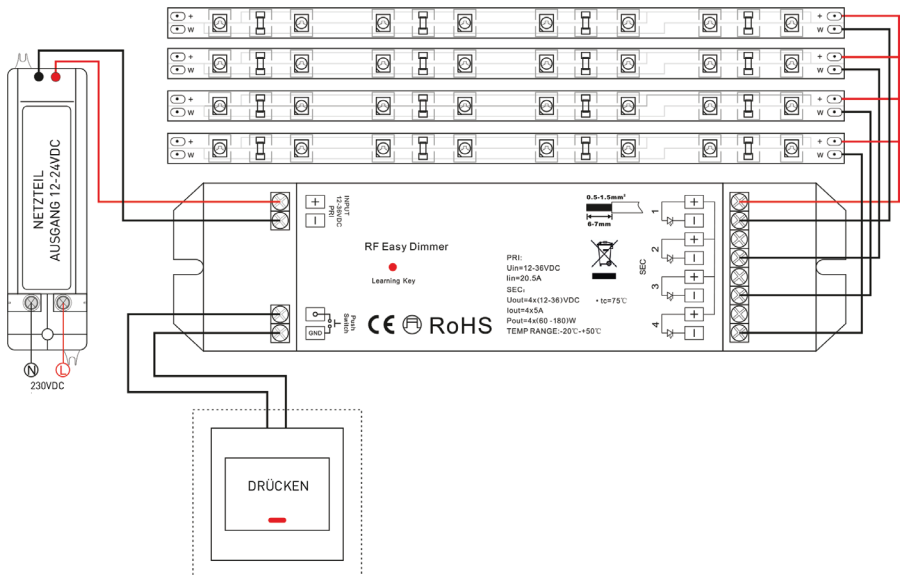 + +
W W
+ +
W W
+ +
W W
+ +
W W
NETZTEIL
AUSGANG 12-24VDC
N L
230VDC
+
−
INPUT
12-36VDC
PRI
RF Easy Dimmer
Learning Key
GND
Push
Switch
CE RoHS
0.5-1.5mm²
6-7mm
PRI:
Uin=12-36VDC
Iin=20.5A
SEC:
Uout=4x(12-36)VDC
Iout=4x5A
Pout=4x(60-180)W
TEMP RANGE:-20℃-+50℃
• tc=75℃
SEC
1 +
−
2 +
−
3 +
−
4 +
−
DRÜCKEN